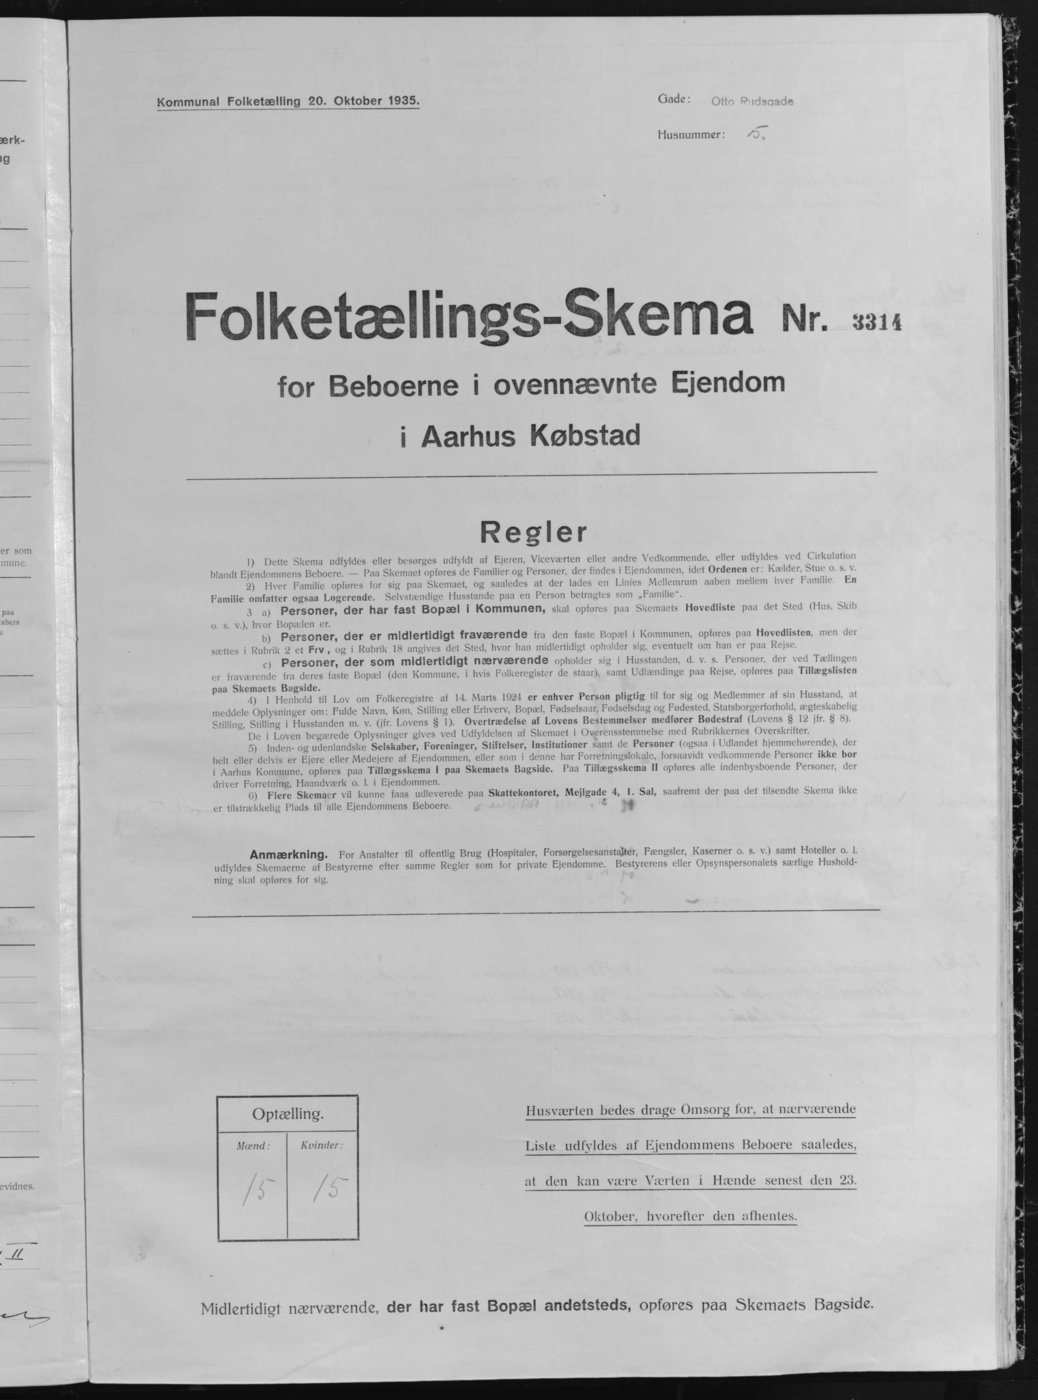 Kommunal Folketælling 20. Oktober 1935.
Gade: Otto Rudsgade
Husnummer: 5.
Folketællings-Skema Nr. 3314
for Beboerne i ovennævnte Ejendom
i Aarhus Købstad
Regler
1) Dette Skema udfyldes eller besørges udfyldt af Ejeren, Viceværten eller andre Vedkommende, eller udfyldes ved Cirkulation
blandt Ejendommens Beboere. — Paa Skemaet opføres de Familier og Personer, der findes i Ejendommen, idet Ordenen er: Kælder, Stue o. s. v.
2) Hver Familie opføres for sig paa Skemaet, og saaledes at der lades en Linies Mellemrum aaben mellem hver Familie. En
Familie omfatter ogsaa Logerende. Selvstændige Husstande paa en Person betragtes som „Familie“.
3 a) Personer, der har fast Bopæl i Kommunen, skal opføres paa Skemaets Hovedliste paa det Sted (Hus, Skib
o. s. v.), hvor Bopælen er.
b) Personer, der er midlertidigt fraværende fra den faste Bopæl i Kommunen, opføres paa Hovedlisten, men der
sættes i Rubrik 2 et Frv, og i Rubrik 18 angives det Sted, hvor han midlertidigt opholder sig, eventuelt om han er paa Rejse.
c) Personer, der som midlertidigt nærværende opholder sig i Husstanden, d. v. s. Personer, der ved Tællingen
er fraværende fra deres faste Bopæl (den Kommune, i hvis Folkeregister de staar), samt Udlændinge paa Rejse, opføres paa Tillægslisten
paa Skemaets Bagside.
4) I Henhold til Lov om Folkeregistre af 14. Marts 1924 er enhver Person pligtig til for sig og Medlemmer af sin Husstand, at
meddele Oplysninger om: Fulde Navn, Køn, Stilling eller Erhverv, Bopæl, Fødselsaar, Fødselsdag og Fødested, Statsborgerforhold, ægteskabelig
Stilling, Stilling i Husstanden m. v. (jfr. Lovens § 1). Overtrædelse af Lovens Bestemmelser medfører Bødestraf (Lovens § 12 jfr. § 8).
De i Loven begærede Oplysninger gives ved Udfyldelsen af Skemaet i Overensstemmelse med Rubrikkernes Overskrifter.
5) Inden- og udenlandske Selskaber, Foreninger, Stiftelser, Institutioner samt de Personer (ogsaa i Udlandet hjemmehørende), der
helt eller delvis er Ejere eller Medejere af Ejendommen, eller som i denne har Forretningslokale, forsaavidt vedkommende Personer ikke bor
i Aarhus Kommune, opføres paa Tillægsskema I paa Skemaets Bagside. Paa Tillægsskema II opføres alle indenbysboende Personer, der
driver Forretning, Haandværk o. l. i Ejendommen.
6) Flere Skemaer vil kunne faas udleverede paa Skattekontoret, Mejlgade 4, 1. Sal, saafremt der paa det tilsendte Skema ikke
er tilstrækkelig Plads til alle Ejendommens Beboere.
Anmærkning. For Anstalter til offentlig Brug (Hospitaler, Forsørgelsesanstalter, Fængsler, Kaserner o. s. v.) samt Hoteller o. l.
udfyldes Skemaerne af Bestyrerne efter samme Regler som for private Ejendomme. Bestyrerens eller Opsynspersonalets særlige Hushold-
ning skal opføres for sig.
Optælling.
Mænd: Kvinder:
15 15
Husværten bedes drage Omsorg for, at nærværende
Liste udfyldes af Ejendommens Beboere saaledes,
at den kan være Værten i Hænde senest den 23.
Oktober, hvorefter den afhentes.
Midlertidigt nærværende, der har fast Bopæl andetsteds, opføres paa Skemaets Bagside.